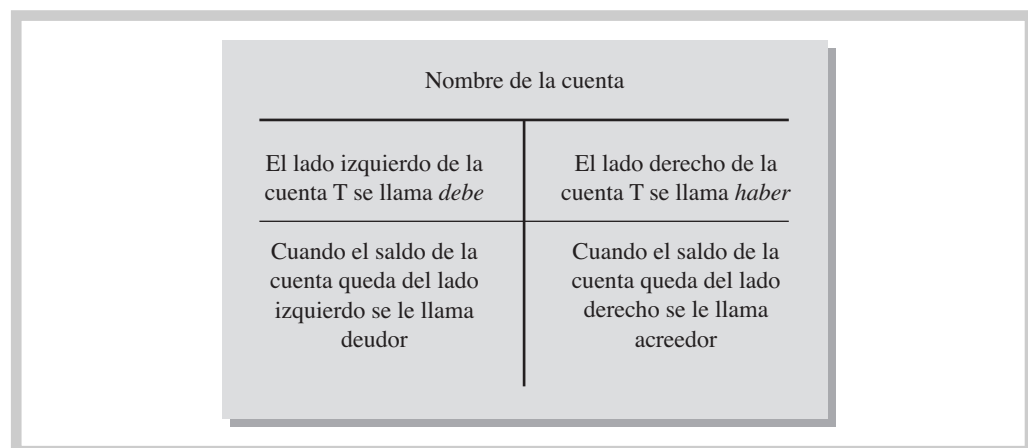 Nombre de la cuenta
El lado izquierdo de la
cuenta T se llama debe
El lado derecho de la
cuenta T se llama haber
Cuando el saldo de la
cuenta queda del lado
izquierdo se le llama
deudor
Cuando el saldo de la
cuenta queda del lado
derecho se le llama
acreedor